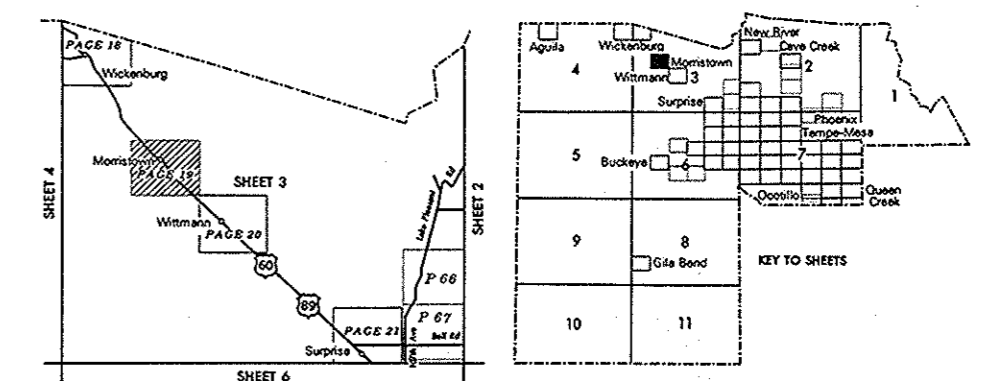 PAGE 18
Wickenburg
Morristown
PAGE 19
SHEET 3
SHEET 4
Wittmann
PAGE 20
60
89
Lake Pleasant Rd
SHEET 2
P 66
P 67
Bell Rd
PAGE 21
Surprise
SHEET 6
New River
Aguila
Wickenburg
Cave Creek
4
Morristown
2
Wittmann
3
1
Surprise
Phoenix
Tempe-Mesa
5
7
Buckeye
6
Ocotillo
Queen Creek
9
8
KEY TO SHEETS
Gila Bend
10
11